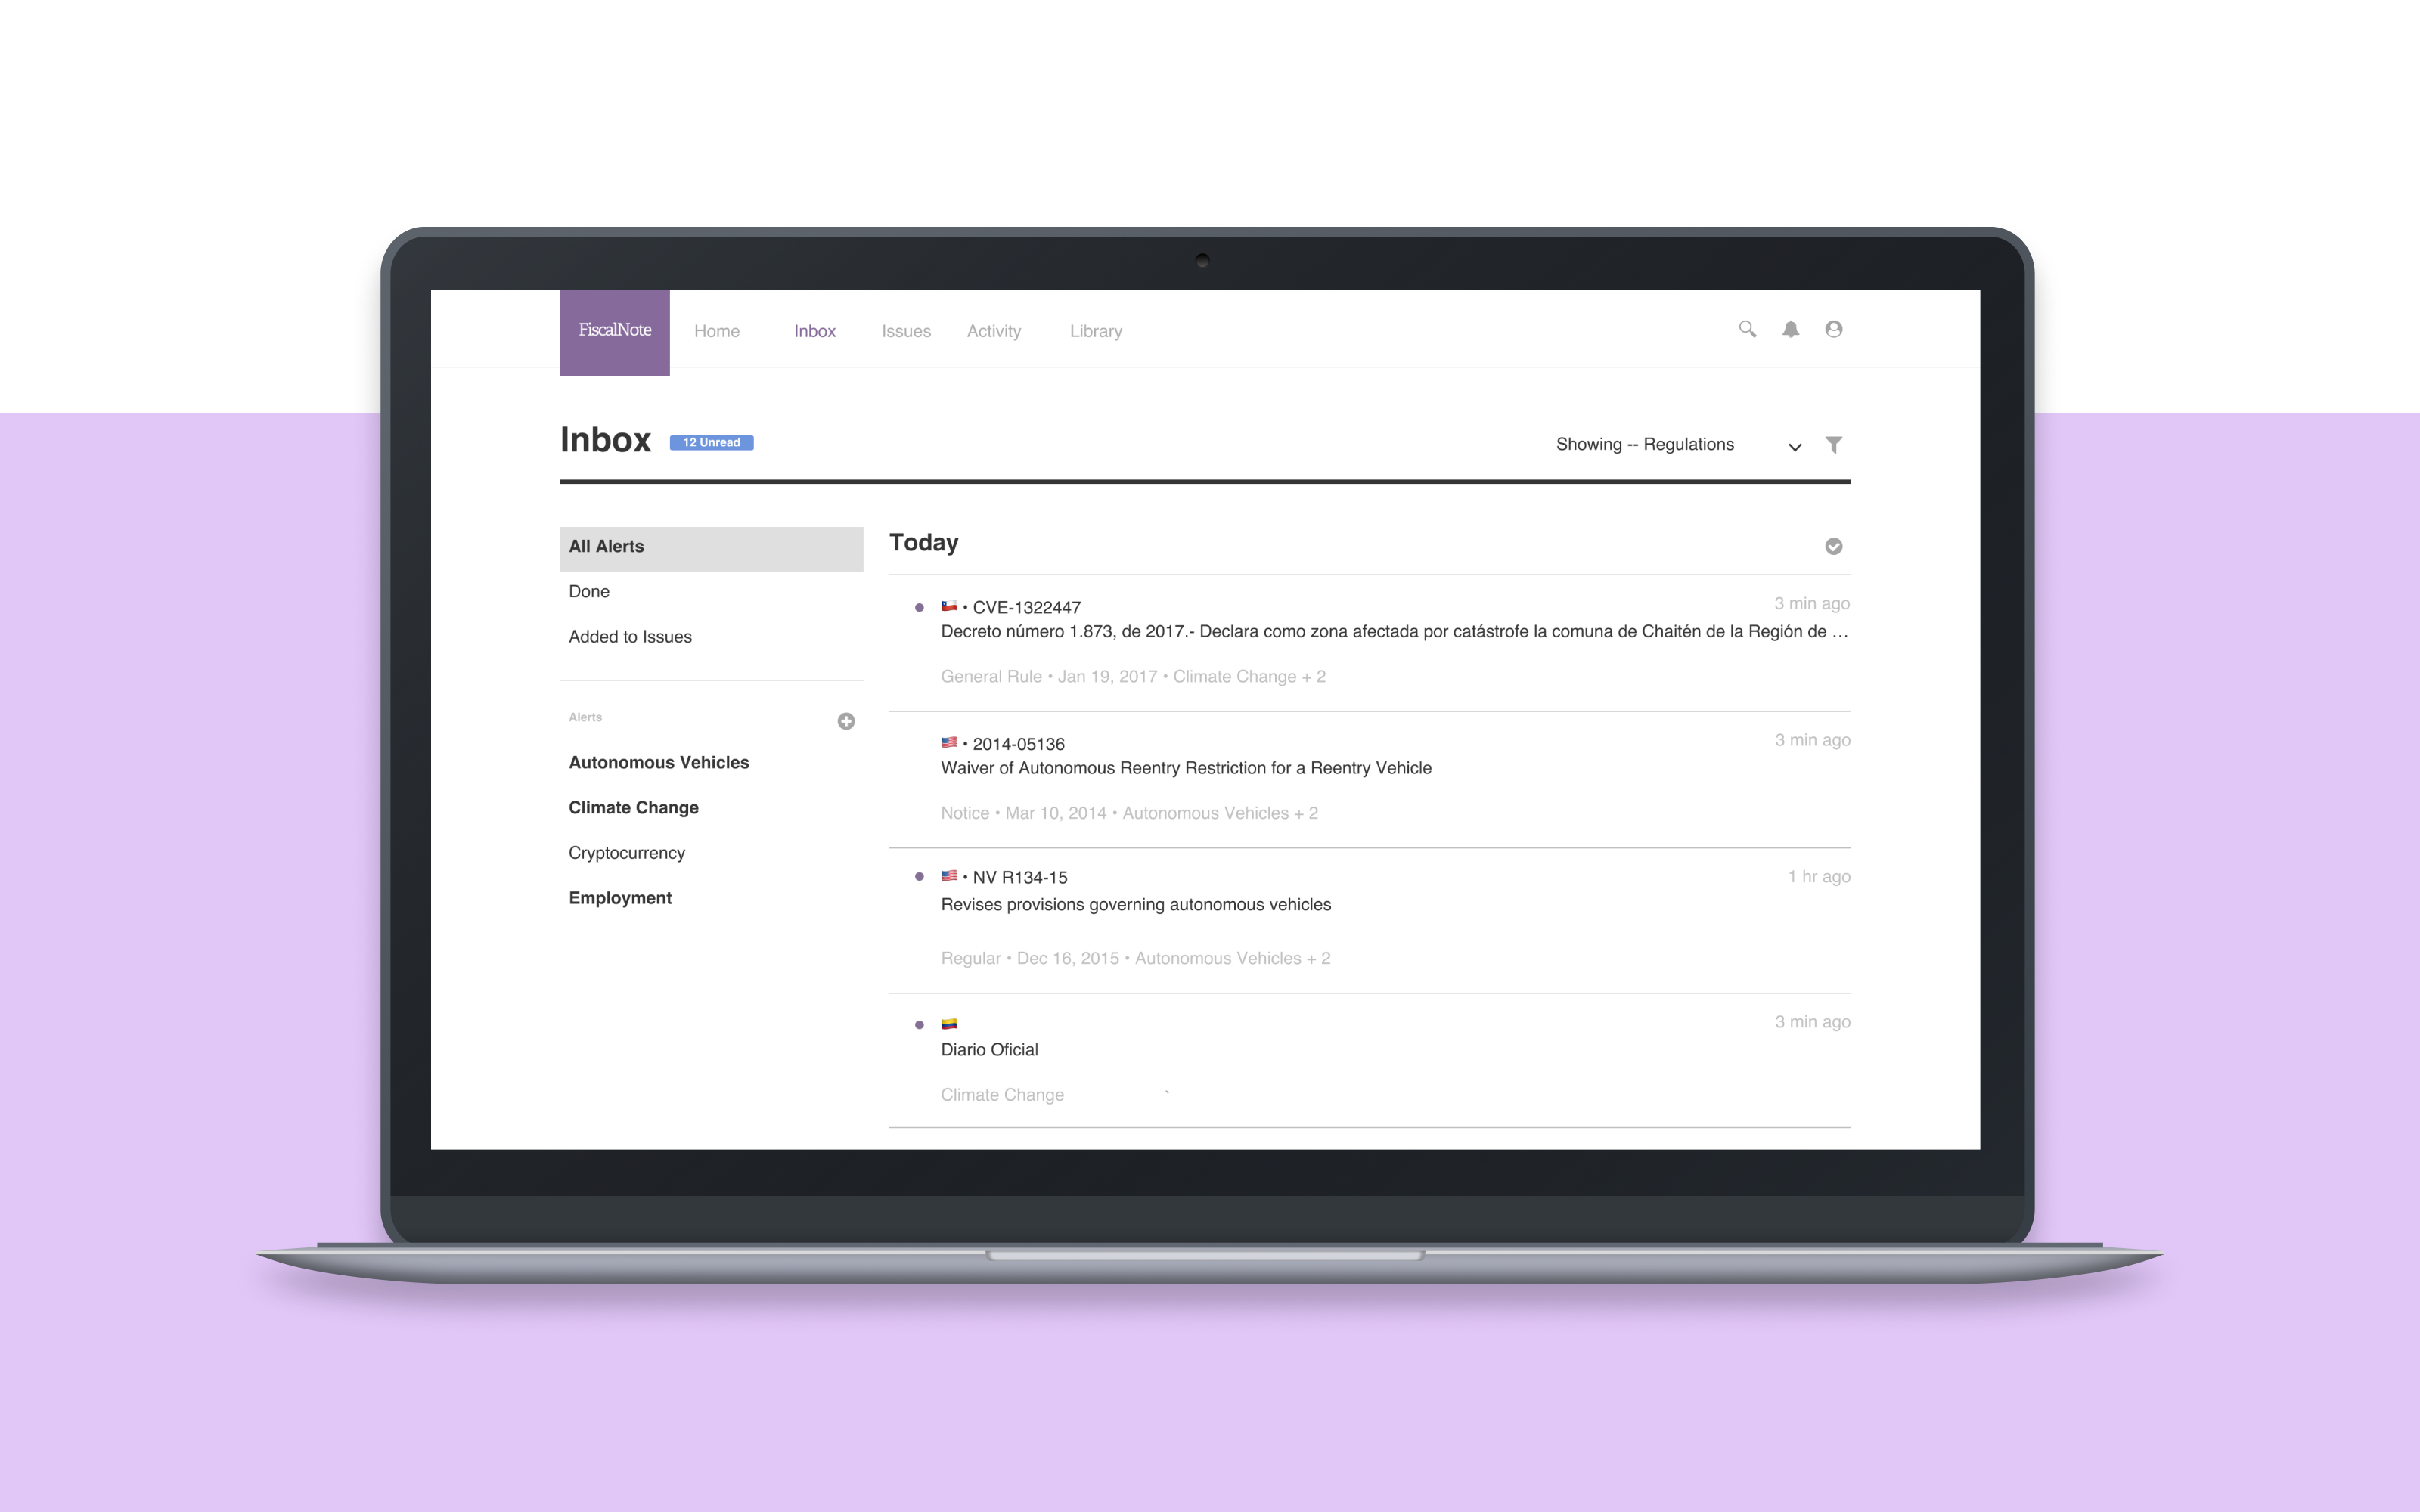 FiscalNote
Home Inbox Issues Activity Library
Inbox 12 Unread Showing -- Regulations
All Alerts
Done
Added to Issues
Alerts
Autonomous Vehicles
Climate Change
Cryptocurrency
Employment
Today
• CVE-1322447 3 min ago
Decreto número 1.873, de 2017.- Declara como zona afectada por catástrofe la comuna de Chaitén de la Región de …
General Rule • Jan 19, 2017 • Climate Change + 2
• 2014-05136 3 min ago
Waiver of Autonomous Reentry Restriction for a Reentry Vehicle
Notice • Mar 10, 2014 • Autonomous Vehicles + 2
• NV R134-15 1 hr ago
Revises provisions governing autonomous vehicles
Regular • Dec 16, 2015 • Autonomous Vehicles + 2
3 min ago
Diario Oficial
Climate Change `